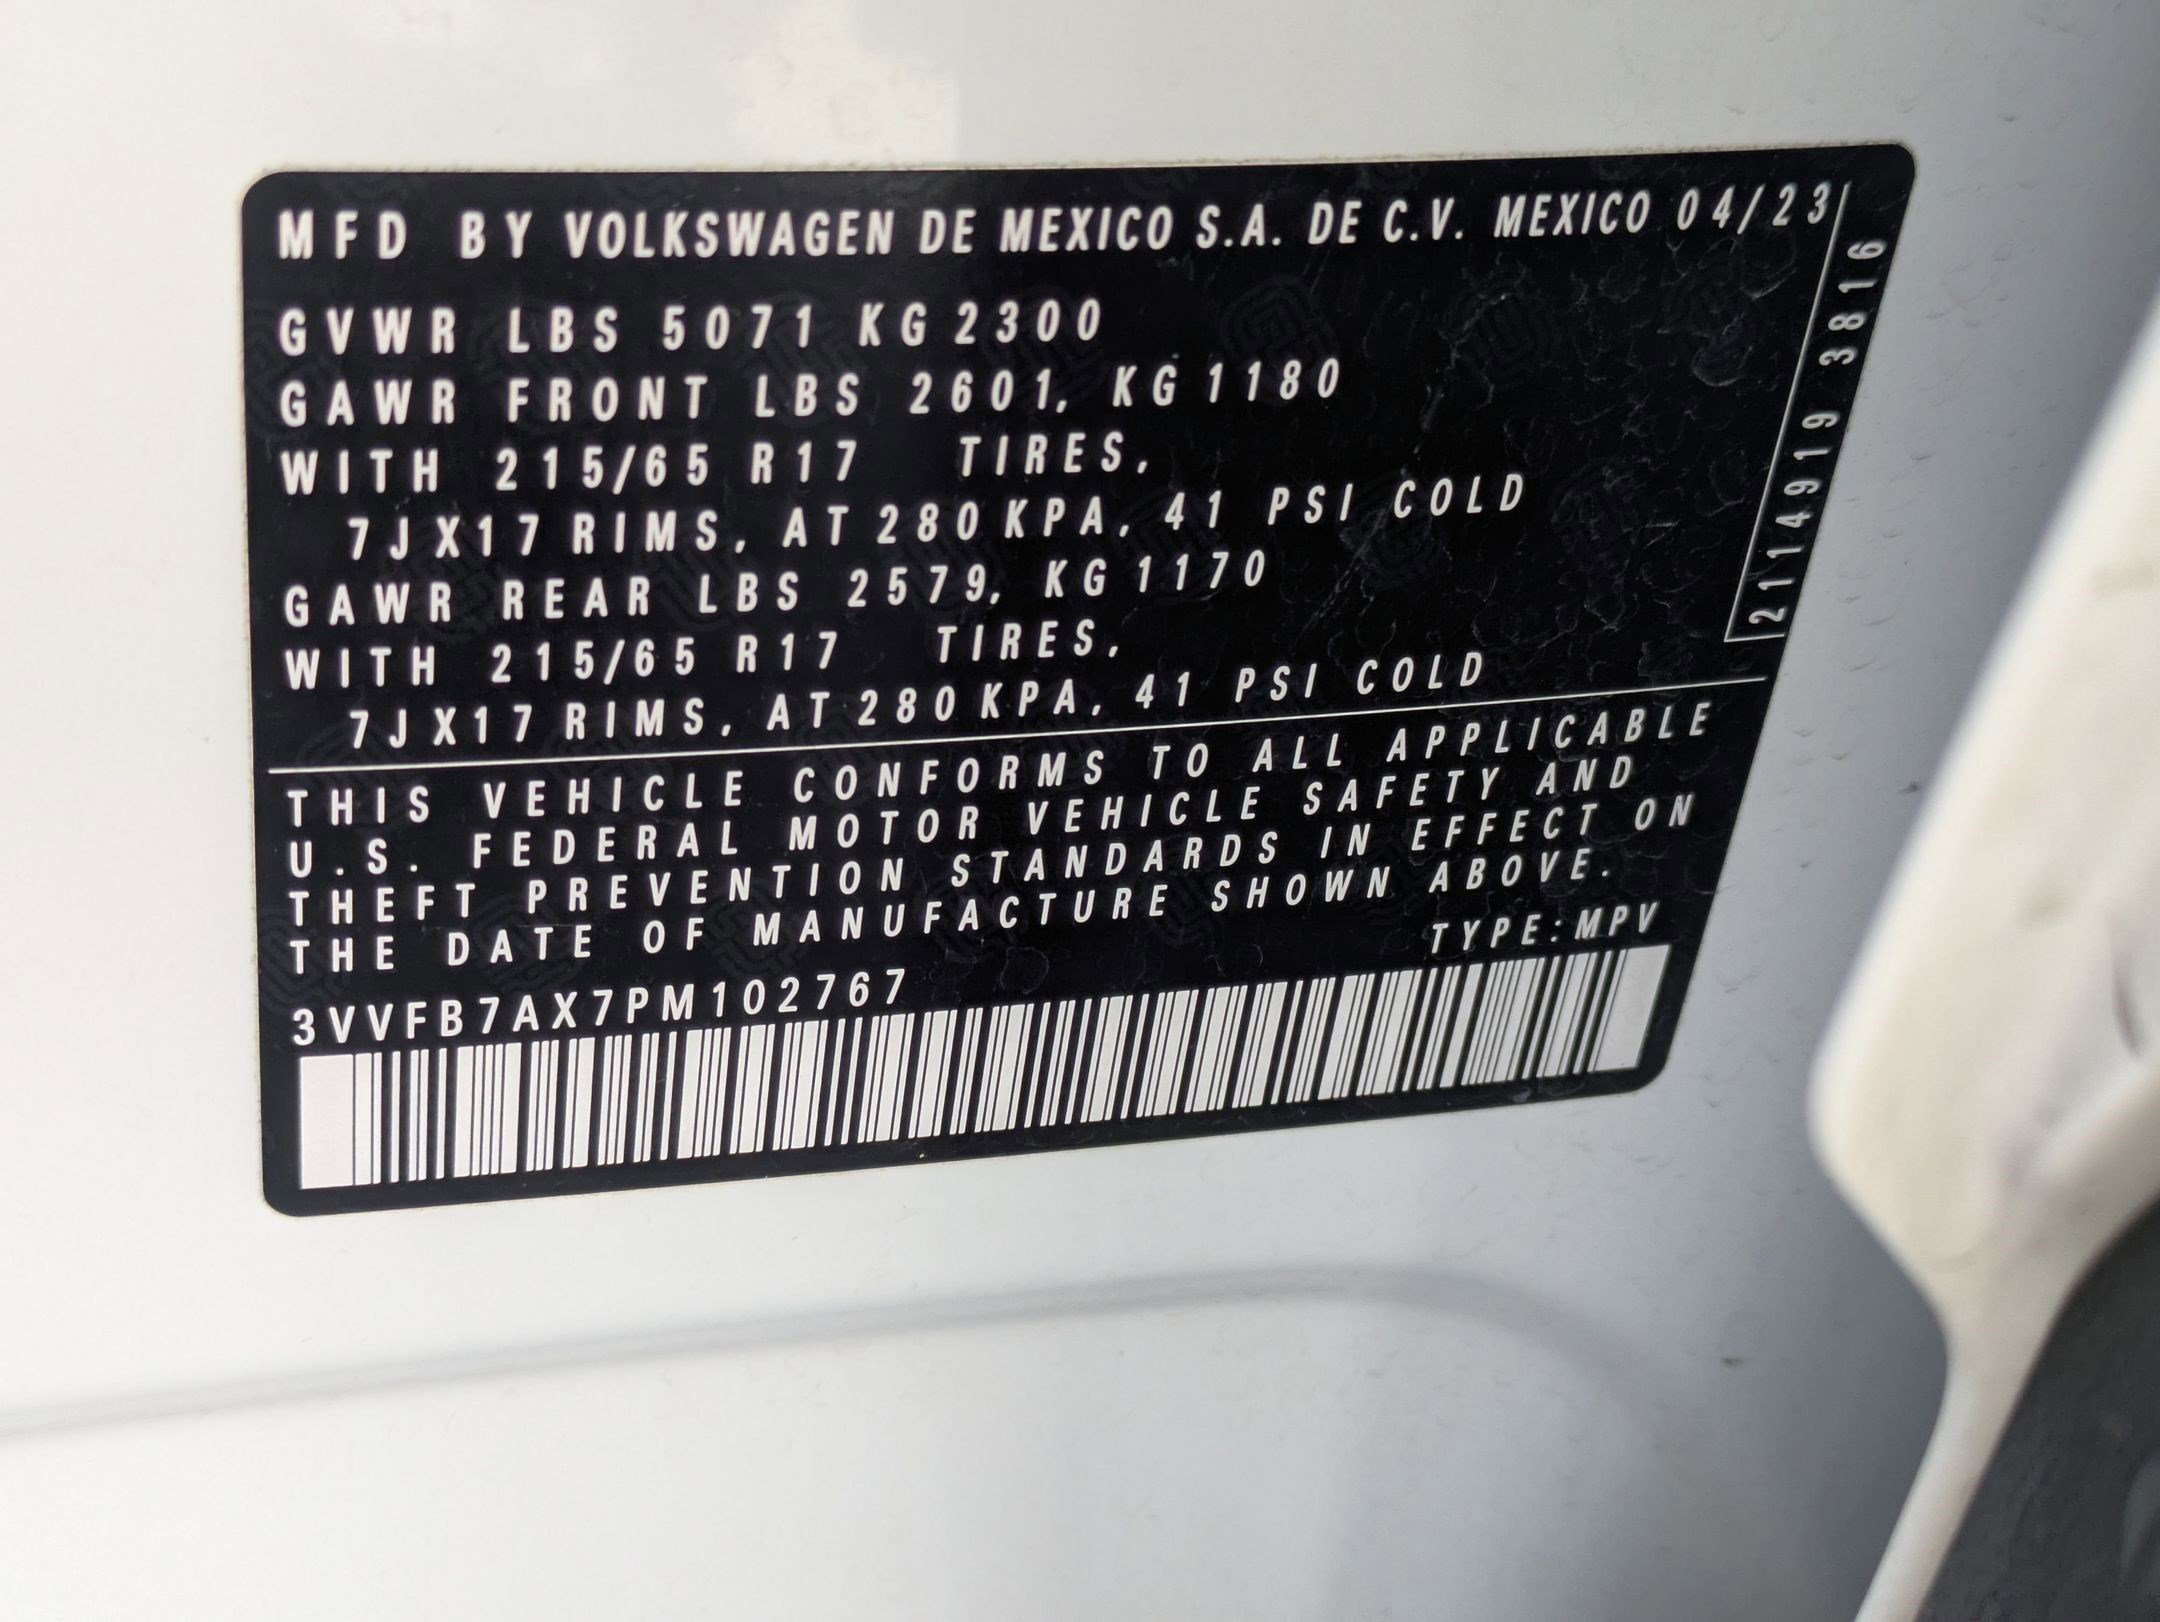 MFD BY VOLKSWAGEN DE MEXICO S.A. DE C.V. MEXICO 04/23
GVWR LBS 5071 KG 2300
GAWR FRONT LBS 2601, KG 1180
WITH 215/65 R17 TIRES,
7JX17 RIMS, AT 280 KPA, 41 PSI COLD
GAWR REAR LBS 2579, KG 1170
WITH 215/65 R17 TIRES,
7JX17 RIMS, AT 280 KPA, 41 PSI COLD
2114919 3816
THIS VEHICLE CONFORMS TO ALL APPLICABLE
U.S. FEDERAL MOTOR VEHICLE SAFETY AND
THEFT PREVENTION STANDARDS IN EFFECT ON
THE DATE OF MANUFACTURE SHOWN ABOVE.
TYPE:MPV
3VVFB7AX7PM102767